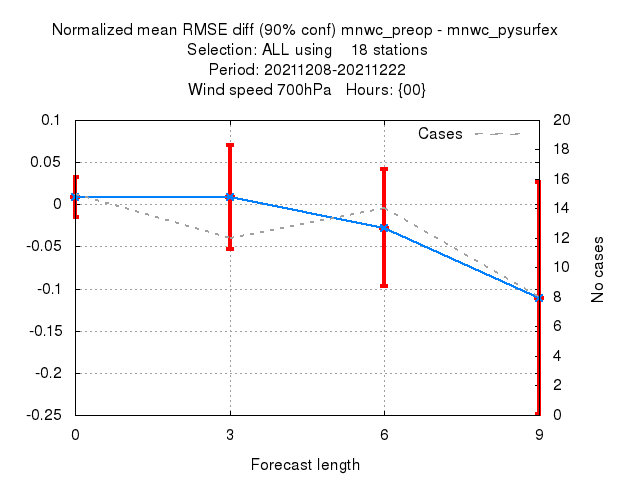 Normalized mean RMSE diff (90% conf) mnwc_preop - mnwc_pysurfex
Selection: ALL using 18 stations
Period: 20211208-20211222
Wind speed 700hPa Hours: {00}
Cases
0.1
0.05
0
-0.05
-0.1
-0.15
-0.2
-0.25
20
18
16
14
12
10
8
6
4
2
0
No cases
0 3 6 9
Forecast length